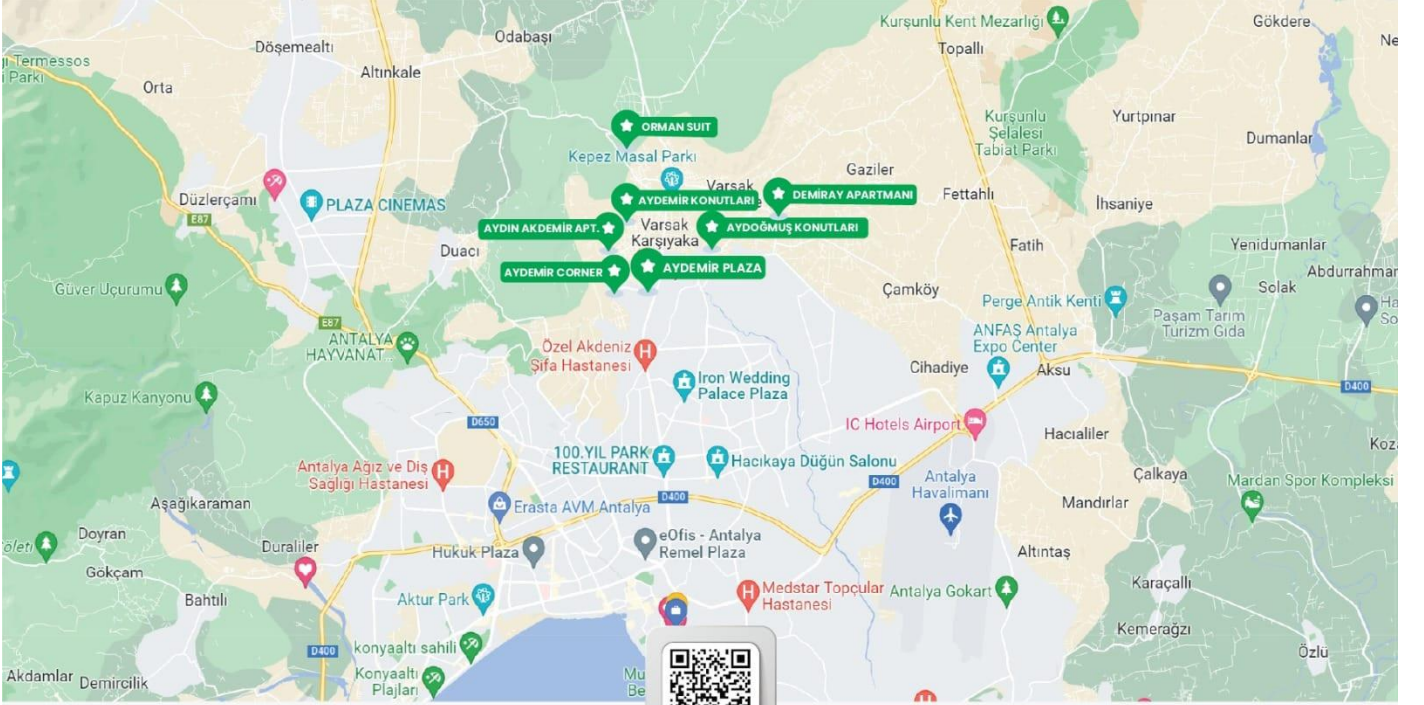 Kurşunlu Kent Mezarlığı
Gökdere
Odabaşı
Döşemealtı
Topallı
Termessos
i Parkı
Altınkale
Orta
Kurşunlu
Şelalesi
Tabiat Parkı
Yurtpınar
Dumanlar
ORMAN SUIT
Kepez Masal Parkı
Gaziler
Varsak
Fettahlı
DEMİRAY APARTMANI
AYDEMİR KONUTLARI
Düzlerçamı
PLAZA CINEMAS
İhsaniye
E87
AYDIN AKDEMİR APT.
Varsak
Karşıyaka
AYDOĞMUŞ KONUTLARI
Duacı
Fatih
Yenidumanlar
AYDEMİR CORNER
AYDEMİR PLAZA
Abdurrahmar
Güver Uçurumu
Çamköy
Perge Antik Kenti
Solak
Paşam Tarım
Turizm Gıda
E87
ANTALYA
HAYVANAT...
ANFAŞ Antalya
Expo Center
Özel Akdeniz
Şifa Hastanesi
Cihadiye
Aksu
Iron Wedding
Palace Plaza
D400
Kapuz Kanyonu
D650
IC Hotels Airport
Hacıaliler
100.YIL PARK
RESTAURANT
Hacıkaya Düğün Salonu
Antalya Ağız ve Diş
Sağlığı Hastanesi
D400
Antalya
Havalimanı
Çalkaya
Mardan Spor Kompleksi
Aşağıkaraman
D400
Erasta AVM Antalya
Mandırlar
Doyran
Duraliler
Hukuk Plaza
eOfis - Antalya
Remel Plaza
Altıntaş
Gökçam
Medstar Topçular
Hastanesi
Antalya Gokart
Karaçallı
Bahtılı
Aktur Park
Kemerağzı
D400
konyaaltı sahili
Özlü
Akdamlar
Demircilik
Konyaaltı
Plajları